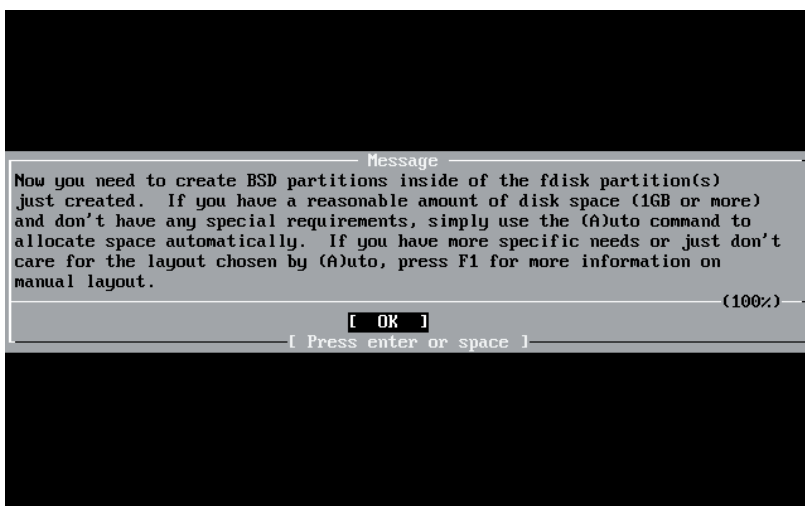 Message
Now you need to create BSD partitions inside of the fdisk partition(s)
just created.  If you have a reasonable amount of disk space (1GB or more)
and don't have any special requirements, simply use the (A)uto command to
allocate space automatically.  If you have more specific needs or just don't
care for the layout chosen by (A)uto, press F1 for more information on
manual layout.
(100%)
[  OK  ]
[ Press enter or space ]